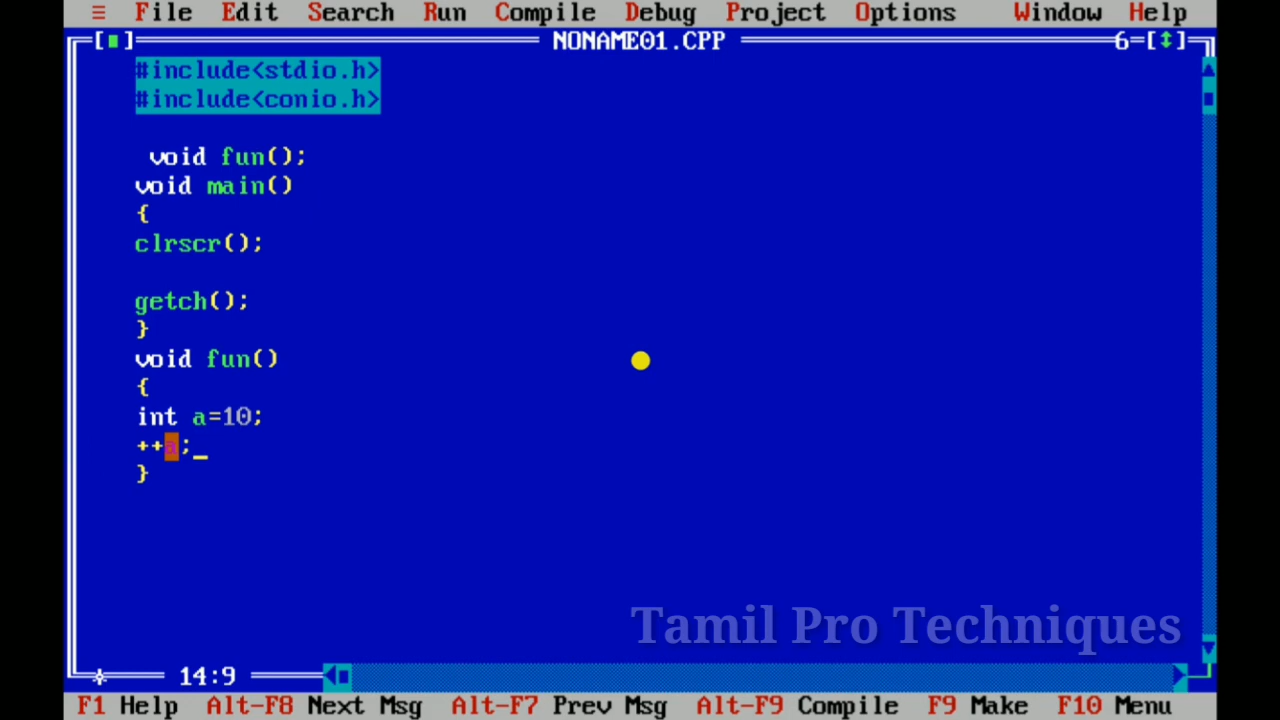 ≡ File Edit Search Run Compile Debug Project Options Window Help
[■] NONAME01.CPP 6=[↕]
#include<stdio.h>
#include<conio.h>
void fun();
void main()
{
clrscr();
getch();
}
void fun()
{
int a=10;
++a;_
}
Tamil Pro Techniques
14:9
F1 Help Alt-F8 Next Msg Alt-F7 Prev Msg Alt-F9 Compile F9 Make F10 Menu